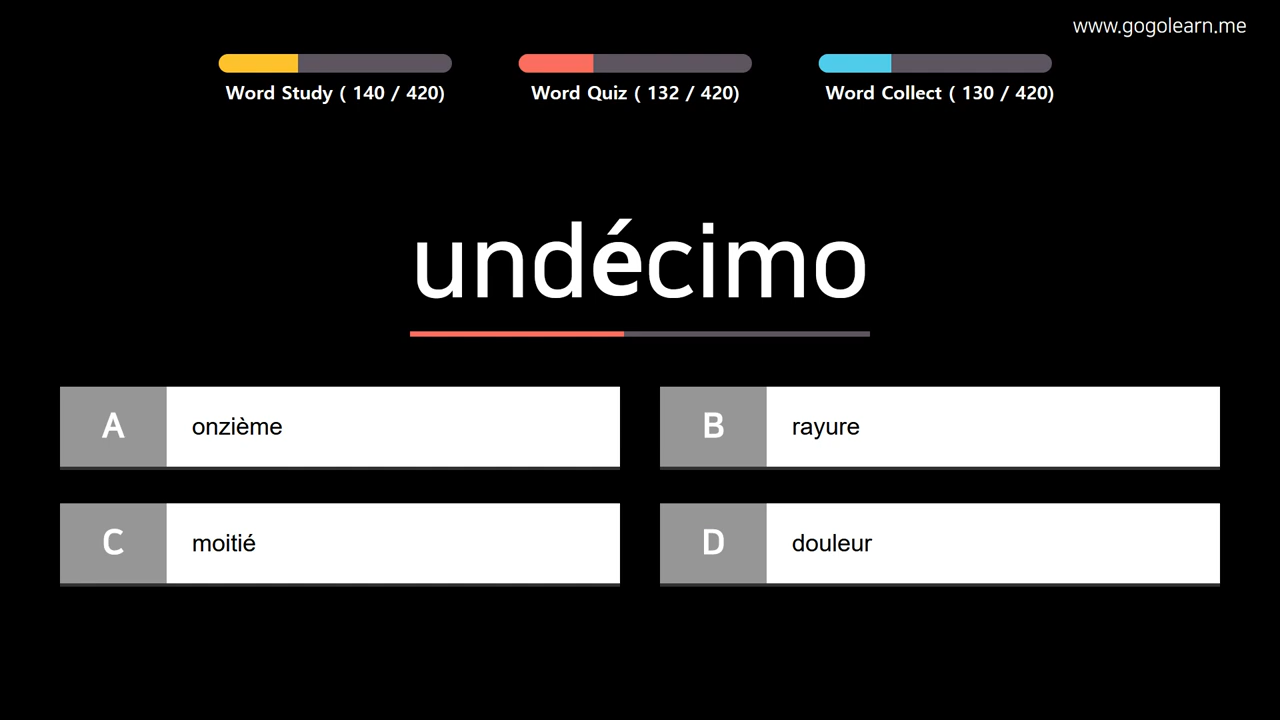 www.gogolearn.me
Word Study ( 140 / 420)
Word Quiz ( 132 / 420)
Word Collect ( 130 / 420)
undécimo
A onzième
B rayure
C moitié
D douleur